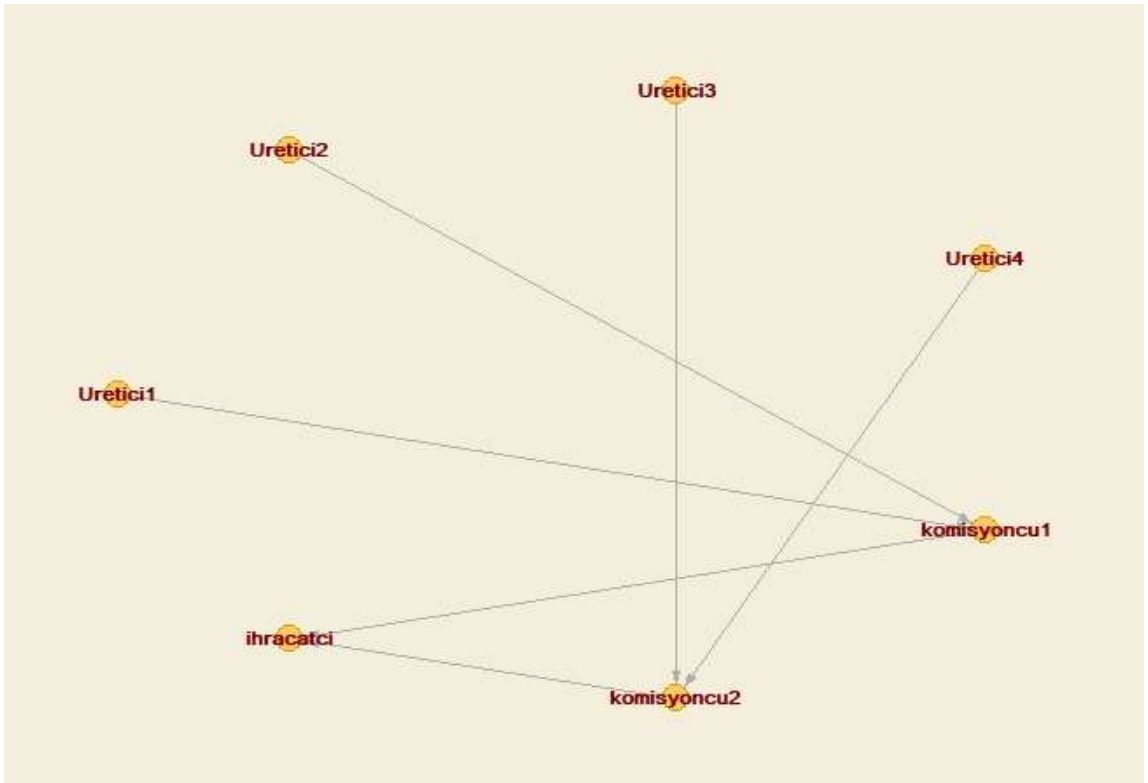 Uretici3
Uretici2
Uretici4
Uretici1
komisyoncu1
ihracatci
komisyoncu2